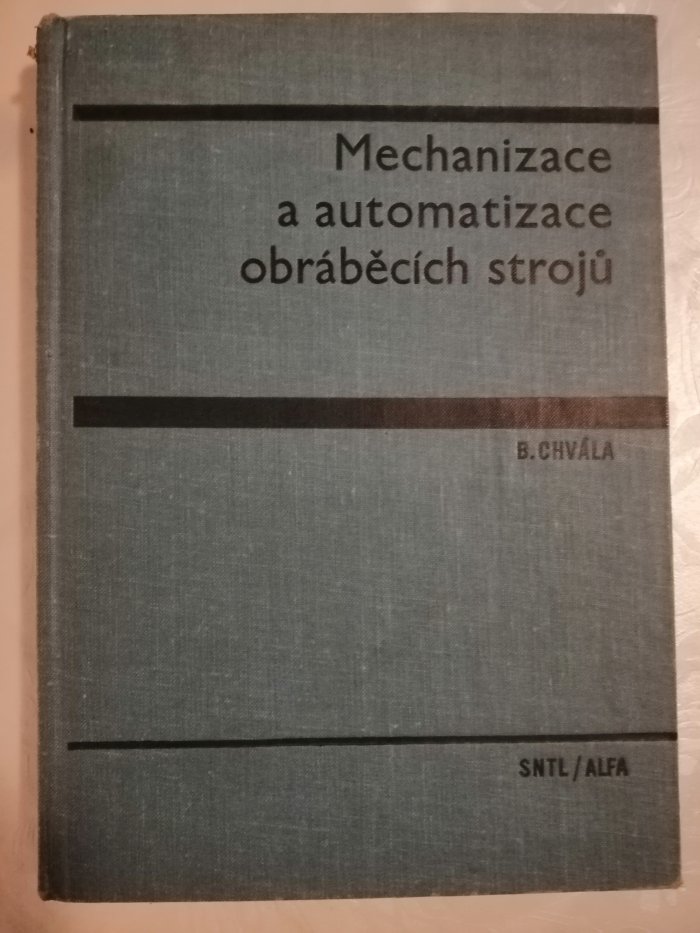 Mechanizace
a automatizace
obráběcích strojů
B. CHVÁLA
SNTL/ALFA